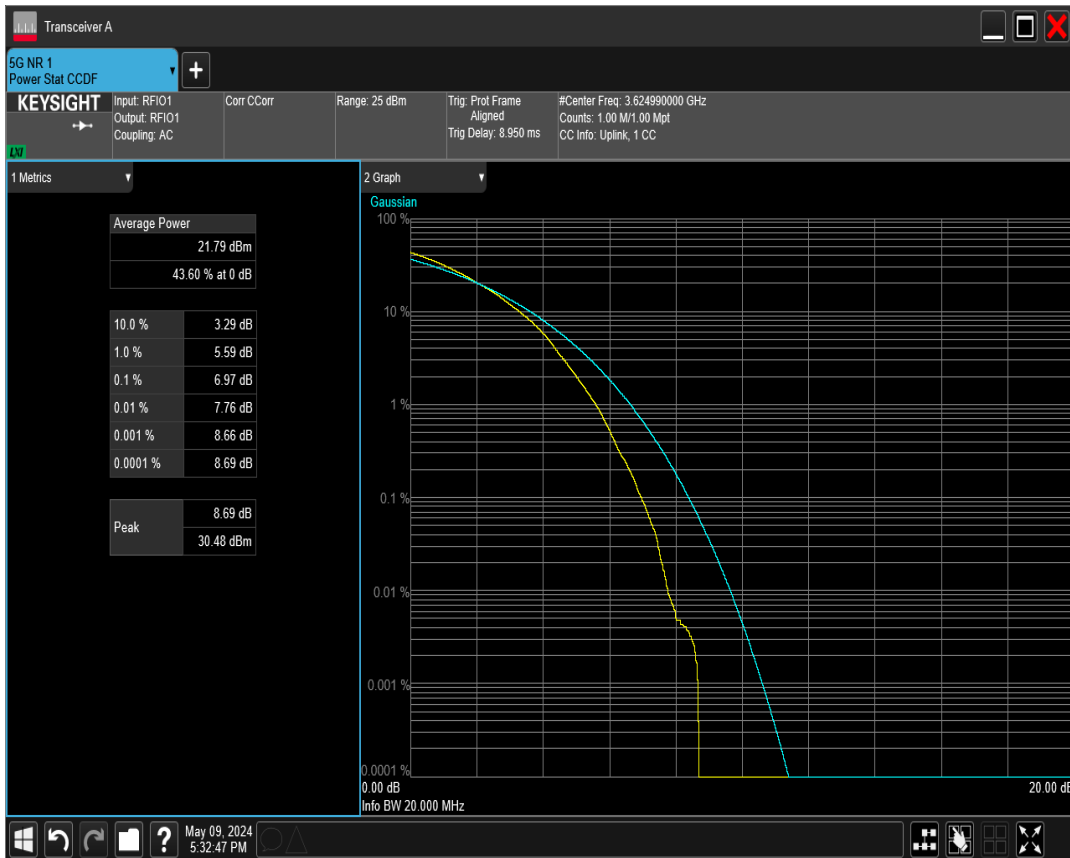 Transceiver A
5G NR 1
Power Stat CCDF
+
KEYSIGHT
LXI
Input: RFIO1
Output: RFIO1
Coupling: AC
Corr CCorr
Range: 25 dBm
Trig: Prot Frame
Aligned
Trig Delay: 8.950 ms
#Center Freq: 3.624990000 GHz
Counts: 1.00 M/1.00 Mpt
CC Info: Uplink, 1 CC
1 Metrics
Average Power
21.79 dBm
43.60 % at 0 dB
10.0 % 3.29 dB
1.0 % 5.59 dB
0.1 % 6.97 dB
0.01 % 7.76 dB
0.001 % 8.66 dB
0.0001 % 8.69 dB
Peak
8.69 dB
30.48 dBm
2 Graph
Gaussian
100 %
10 %
1 %
0.1 %
0.01 %
0.001 %
0.0001 %
0.00 dB 20.00 dB
Info BW 20.000 MHz
?
May 09, 2024
5:32:47 PM